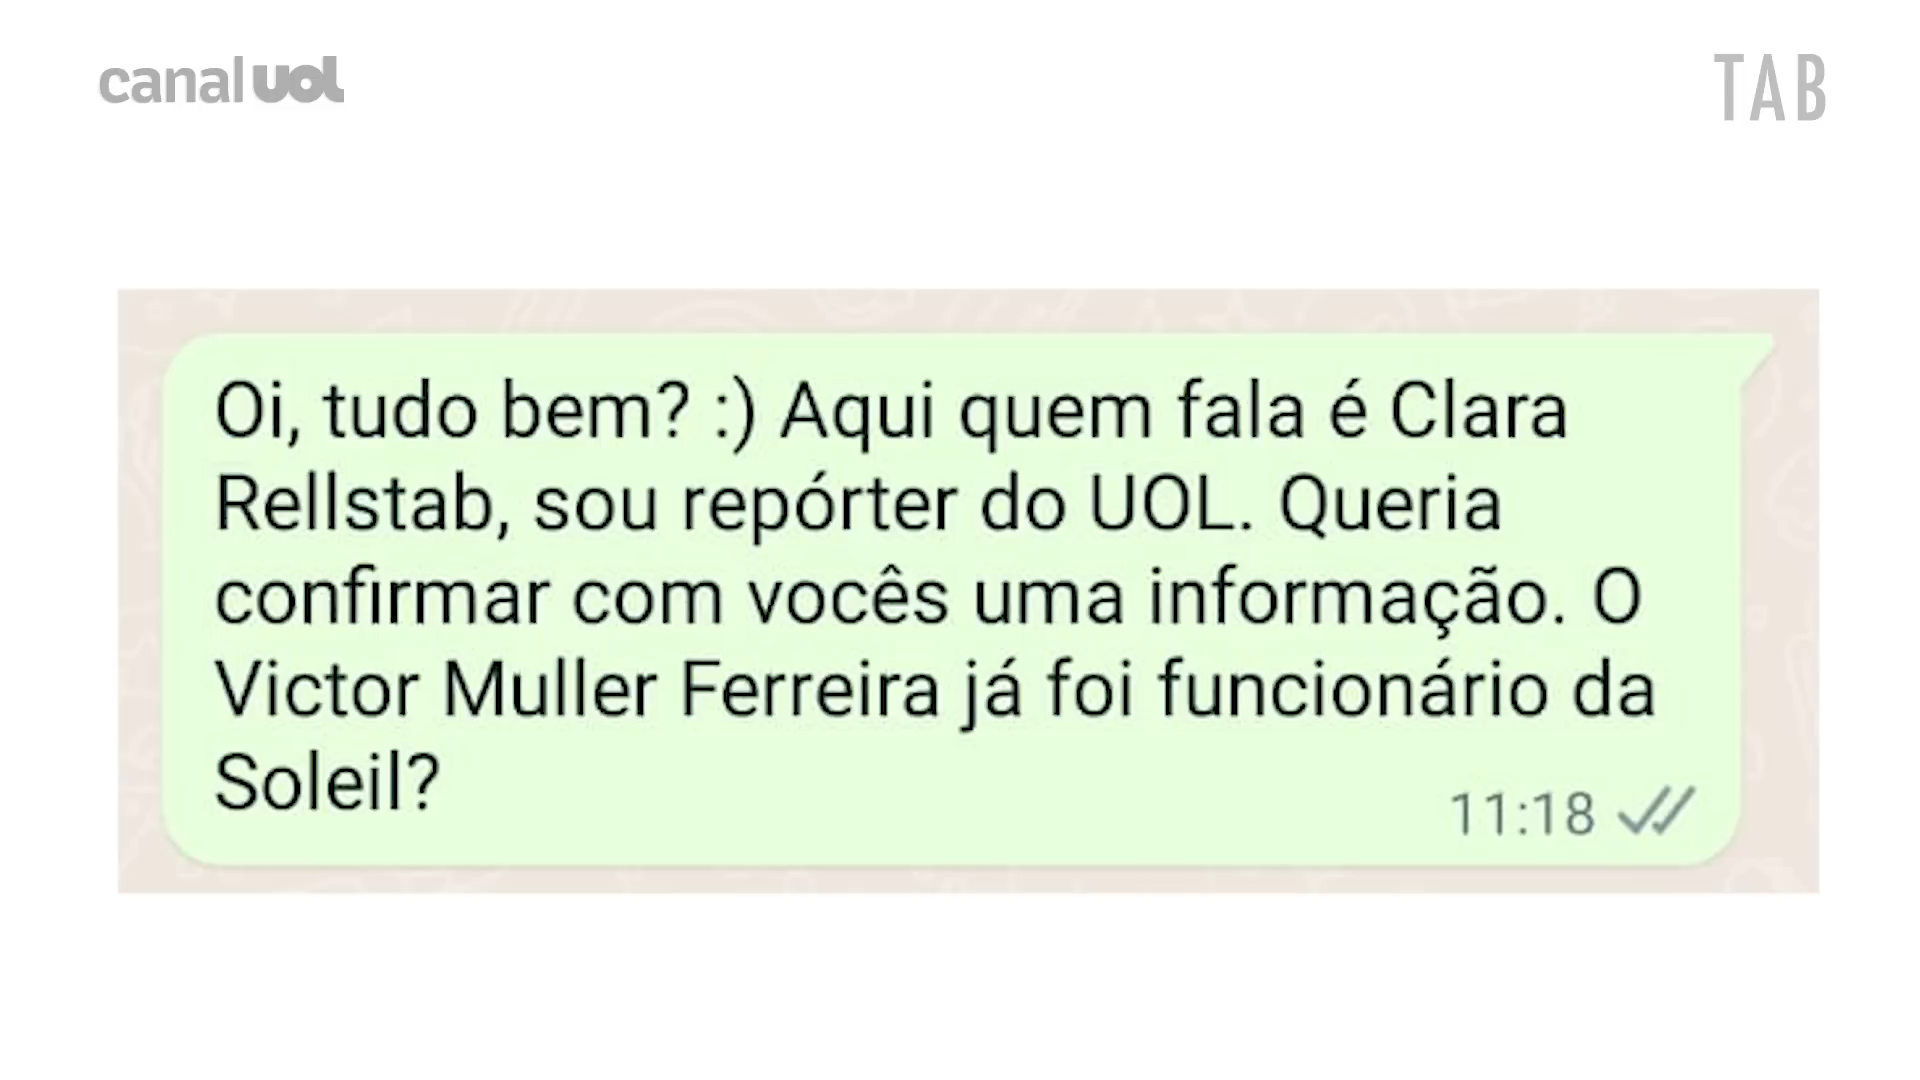 canal uol
TAB
Oi, tudo bem? :) Aqui quem fala é Clara
Rellstab, sou repórter do UOL. Queria
confirmar com vocês uma informação. O
Victor Muller Ferreira já foi funcionário da
Soleil?
11:18